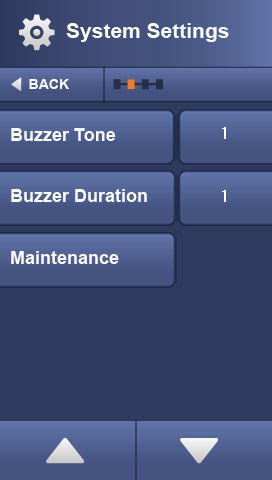 System Settings
BACK
Buzzer Tone 1
Buzzer Duration 1
Maintenance